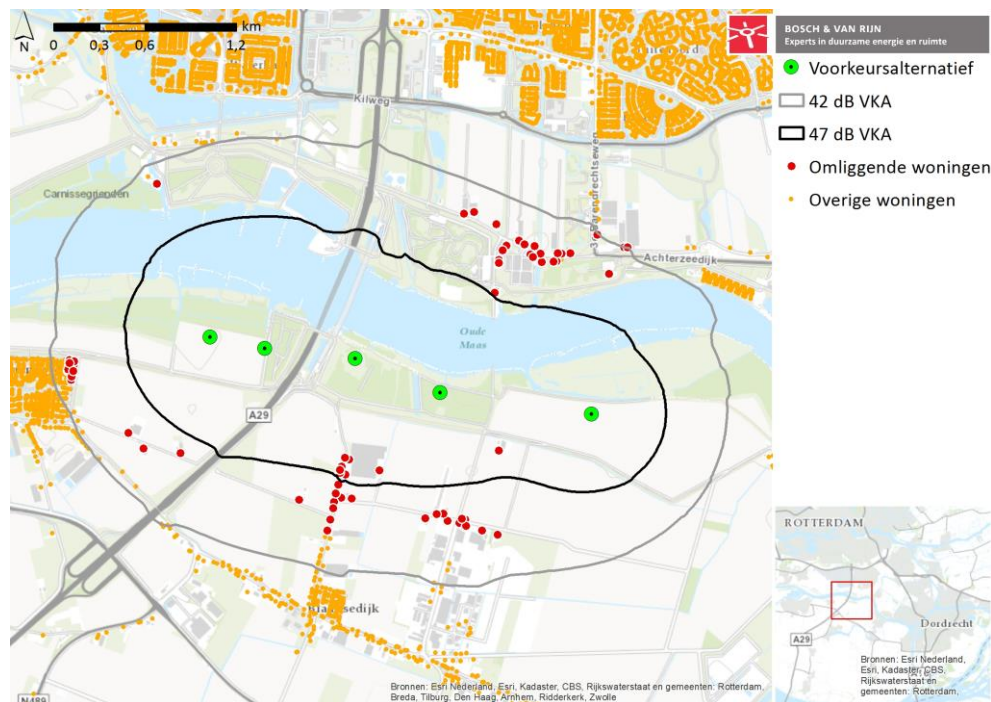 N
km
0
0,3
0,6
1,2
Kilweg
Carnissegrienden
3e Barendrechtseweg
Achterzeedijk
Oude
Maas
A29
N489
Bronnen: Esri Nederland, Esri, Kadaster, CBS, Rijkswaterstaat en gemeenten: Rotterdam,
Breda, Tilburg, Den Haag, Arnhem, Ridderkerk, Zwolle
BOSCH & VAN RIJN
Experts in duurzame energie en ruimte
Voorkeursalternatief
42 dB VKA
47 dB VKA
Omliggende woningen
Overige woningen
ROTTERDAM
Dordrecht
A29
Bronnen: Esri Nederland,
Esri, Kadaster, CBS,
Rijkswaterstaat en
gemeenten: Rotterdam,